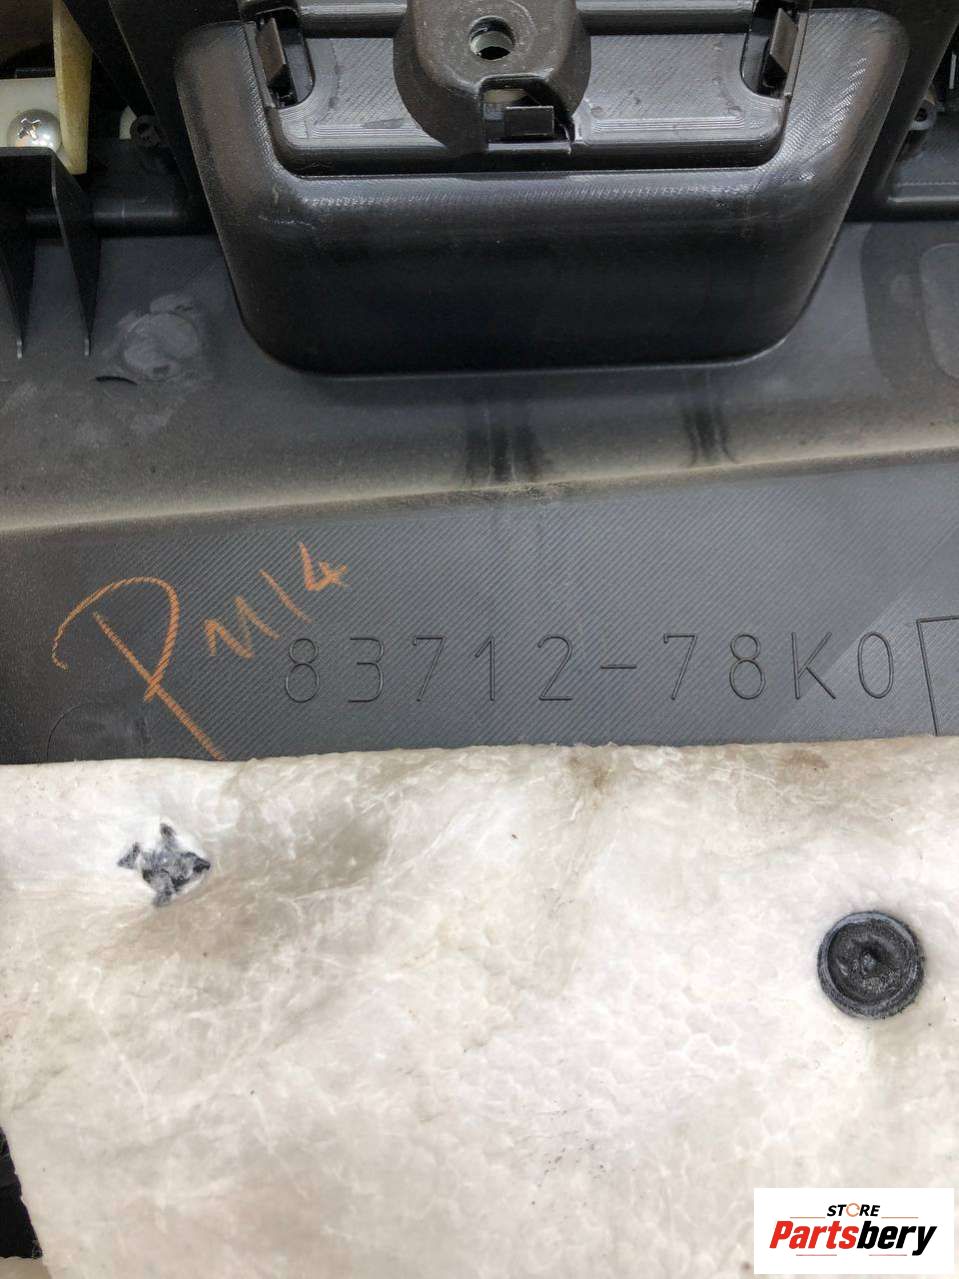 PM14
83712-78K0
STORE
Partsbery